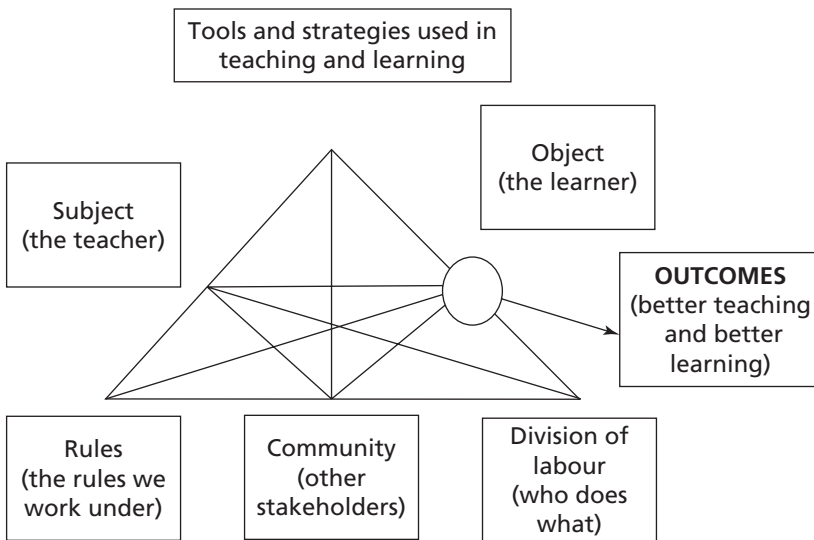 Tools and strategies used in
teaching and learning
Object
(the learner)
Subject
(the teacher)
OUTCOMES
(better teaching
and better
learning)
Rules
(the rules we
work under)
Community
(other
stakeholders)
Division of
labour
(who does
what)